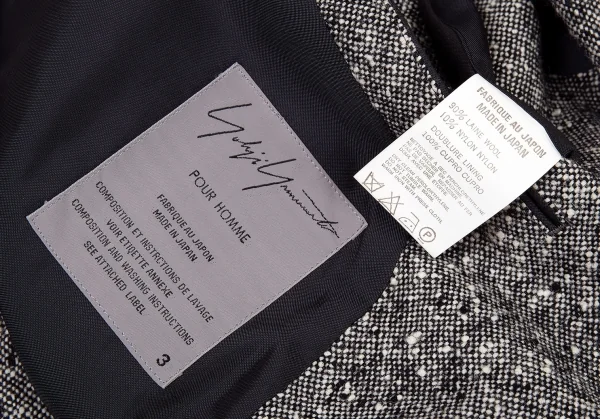 Yohji Yamamoto
POUR HOMME
FABRIQUE AU JAPON
MADE IN JAPAN
COMPOSITION ET INSTRCTIONS DE LAVAGE
VOIR ETIQETTE ANNEXE
COMPOSITION AND WASHING INSTRUCTIONS
SEE ATTACHED LABEL
3
FABRIQUE AU JAPON
MADE IN JAPAN
90% LAINE WOOL
10% NYLON NYLON
DOUBLURE LINING
100% CUPRO CUPRO
P